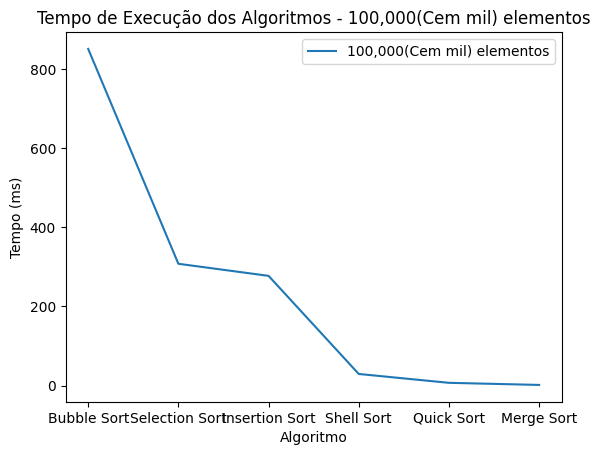 Tempo de Execução dos Algoritmos - 100,000(Cem mil) elementos
100,000(Cem mil) elementos
800
600
400
200
0
Tempo (ms)
Bubble Sort Selection Sort Insertion Sort Shell Sort Quick Sort Merge Sort
Algoritmo